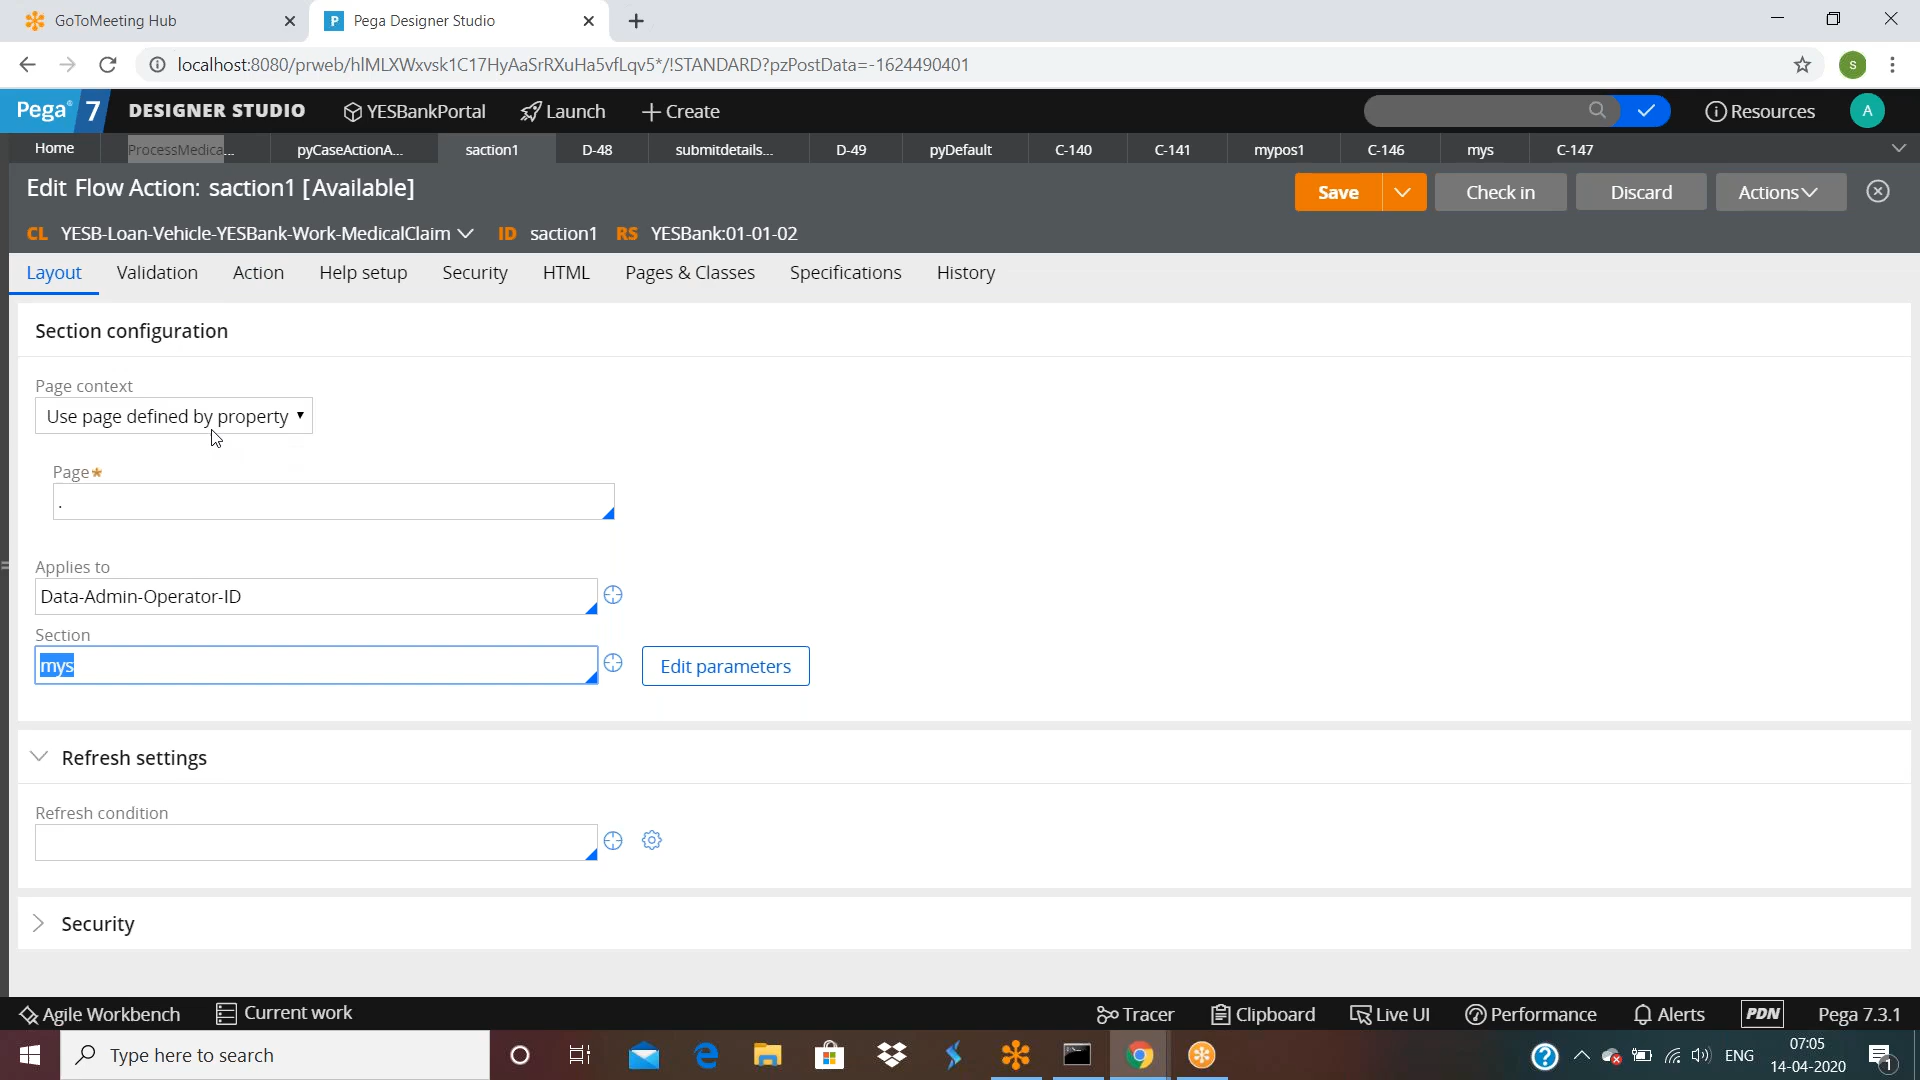 GoToMeeting Hub
P Pega Designer Studio
localhost:8080/prweb/hIMLXWxvsk1C17HyAaSrRXuHa5vfLqv5*/!STANDARD?pzPostData=-1624490401
s
Pega 7 DESIGNER STUDIO YESBankPortal Launch Create Resources A
Home ProcessMedica... pyCaseActionA... saction1 D-48 submitdetails... D-49 pyDefault C-140 C-141 mypos1 C-146 mys C-147
Edit Flow Action: saction1 [Available]
Save Check in Discard Actions
CL YESB-Loan-Vehicle-YESBank-Work-MedicalClaim ID saction1 RS YESBank:01-01-02
Layout Validation Action Help setup Security HTML Pages & Classes Specifications History
Section configuration
Page context
Use page defined by property
Page*
.
Applies to
Data-Admin-Operator-ID
Section
mys Edit parameters
Refresh settings
Refresh condition
Security
Agile Workbench Current work Tracer Clipboard Live UI Performance Alerts PDN Pega 7.3.1
Type here to search
ENG
07:05
14-04-2020
1